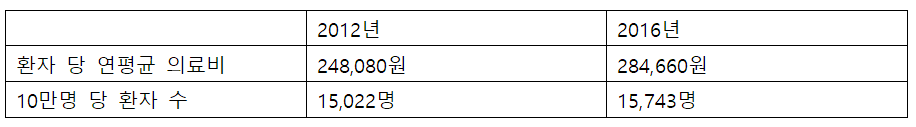 2012년 2016년
환자 당 연평균 의료비 248,080원 284,660원
10만명 당 환자 수 15,022명 15,743명